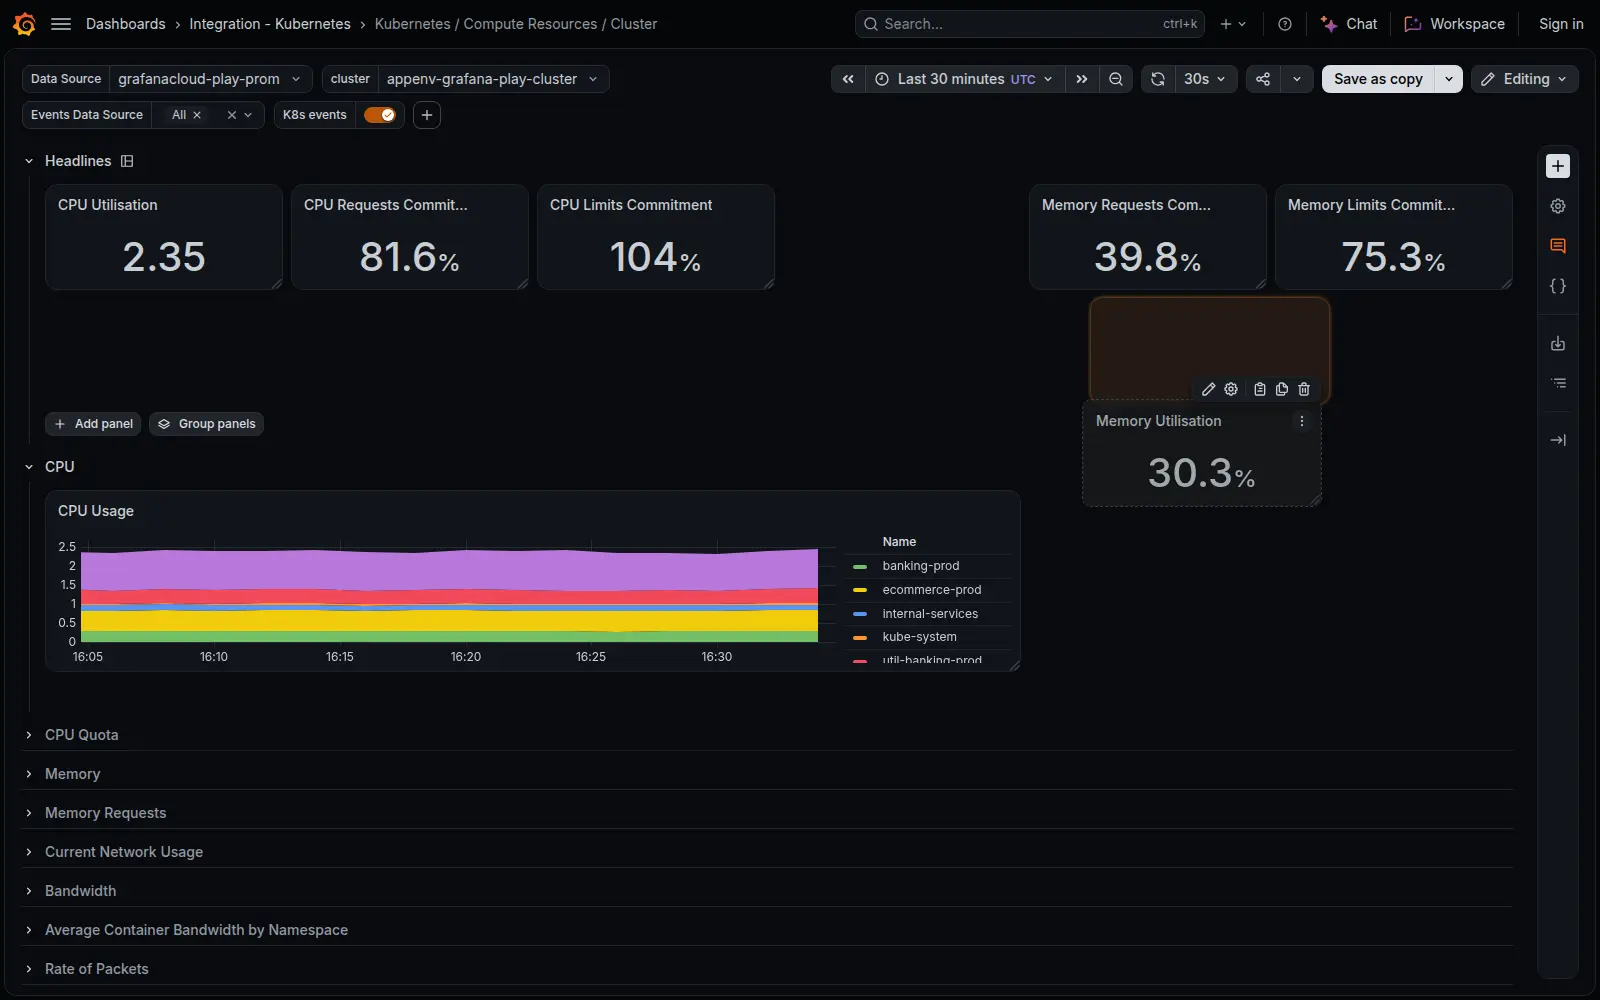 Dashboards › Integration - Kubernetes › Kubernetes / Compute Resources / Cluster
Search... ctrl+k
Chat
Workspace
Sign in
Data Source grafanacloud-play-prom
cluster appenv-grafana-play-cluster
Last 30 minutes UTC
30s
Save as copy
Editing
Events Data Source All
K8s events
Headlines
CPU Utilisation
2.35
CPU Requests Commit...
81.6%
CPU Limits Commitment
104%
Memory Requests Com...
39.8%
Memory Limits Commit...
75.3%
Add panel
Group panels
Memory Utilisation
30.3%
CPU
CPU Usage
2.5
2
1.5
1
0.5
0
16:05 16:10 16:15 16:20 16:25 16:30
Name
banking-prod
ecommerce-prod
internal-services
kube-system
util-banking-prod
CPU Quota
Memory
Memory Requests
Current Network Usage
Bandwidth
Average Container Bandwidth by Namespace
Rate of Packets